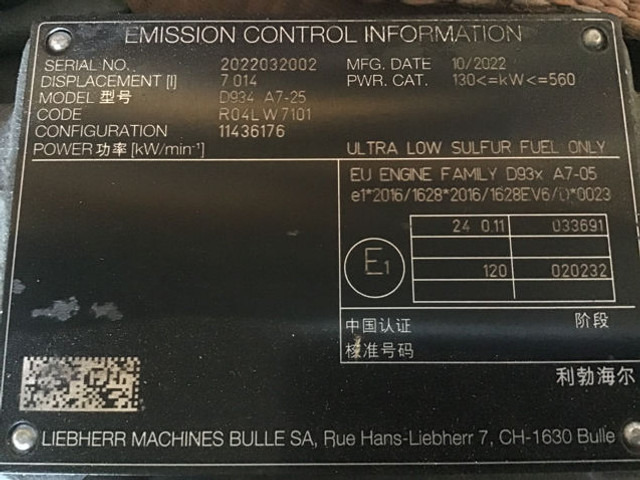 EMISSION CONTROL INFORMATION
SERIAL NO. 2022032002 MFG. DATE 10/2022
DISPLACEMENT [l] 7.014 PWR. CAT. 130<=kW<=560
MODEL 型号 D934 A7-25
CODE R04L W 7101
CONFIGURATION 11436176
POWER 功率 [kW/min⁻¹] ULTRA LOW SULFUR FUEL ONLY
EU ENGINE FAMILY D93x A7-05
e1*2016/1628*2016/1628EV6/D*0023
24 0.11 033691
E1
120 020232
中国认证 阶段
核准号码
利勃海尔
LIEBHERR MACHINES BULLE SA, Rue Hans-Liebherr 7, CH-1630 Bulle